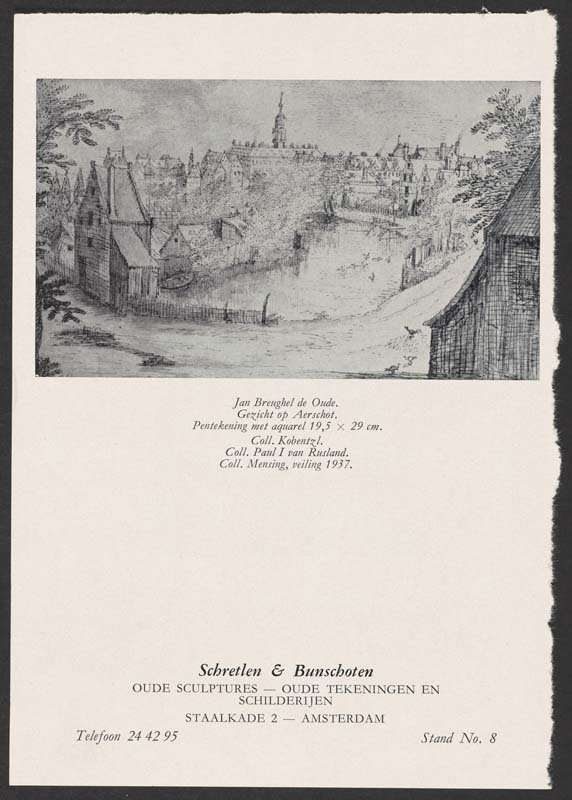 Jan Breughel de Oude.
Gezicht op Aerschot.
Pentekening met aquarel 19,5 × 29 cm.
Coll. Kobentzl.
Coll. Paul I van Rusland.
Coll. Mensing, veiling 1937.
Schretlen & Bunschoten
OUDE SCULPTURES — OUDE TEKENINGEN EN
SCHILDERIJEN
STAALKADE 2 — AMSTERDAM
Telefoon 24 42 95
Stand No. 8